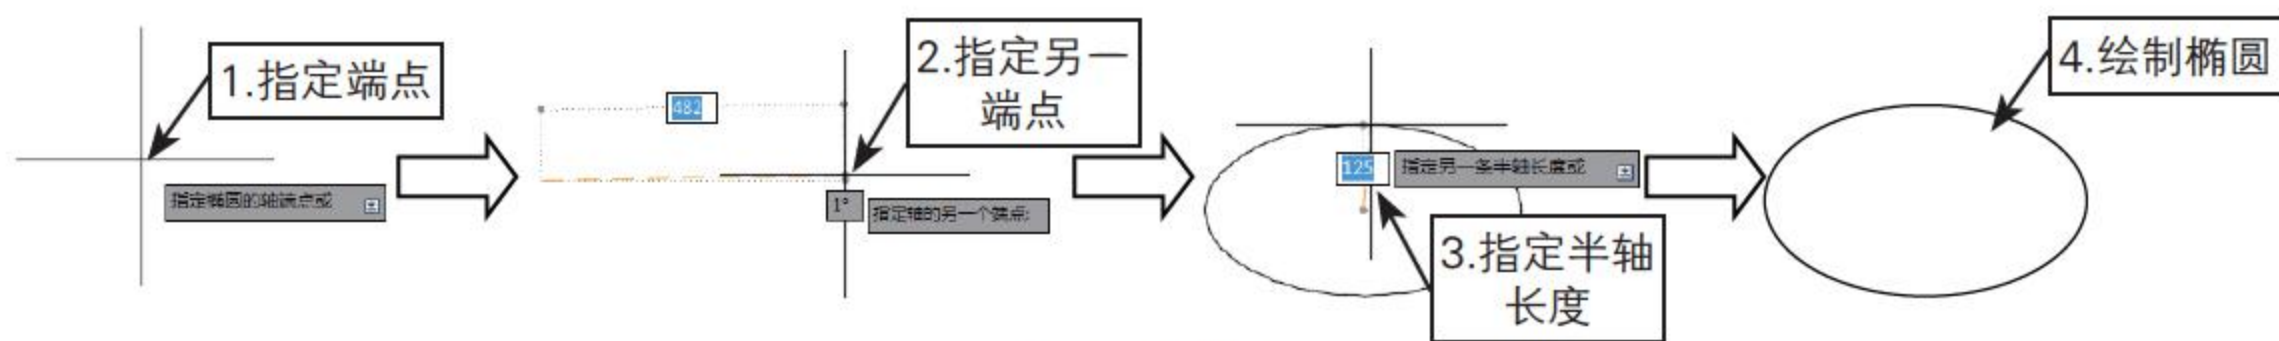 1.指定端点
指定椭圆的轴端点或
482
2.指定另一
端点
1°
指定轴的另一个端点:
125
指定另一条半轴长度或
3.指定半轴
长度
4.绘制椭圆